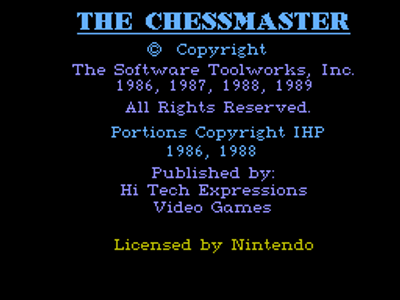 THE CHESSMASTER
© Copyright
The Software Toolworks, Inc.
1986, 1987, 1988, 1989
All Rights Reserved.
Portions Copyright IHP
1986, 1988
Published by:
Hi Tech Expressions
Video Games
Licensed by Nintendo